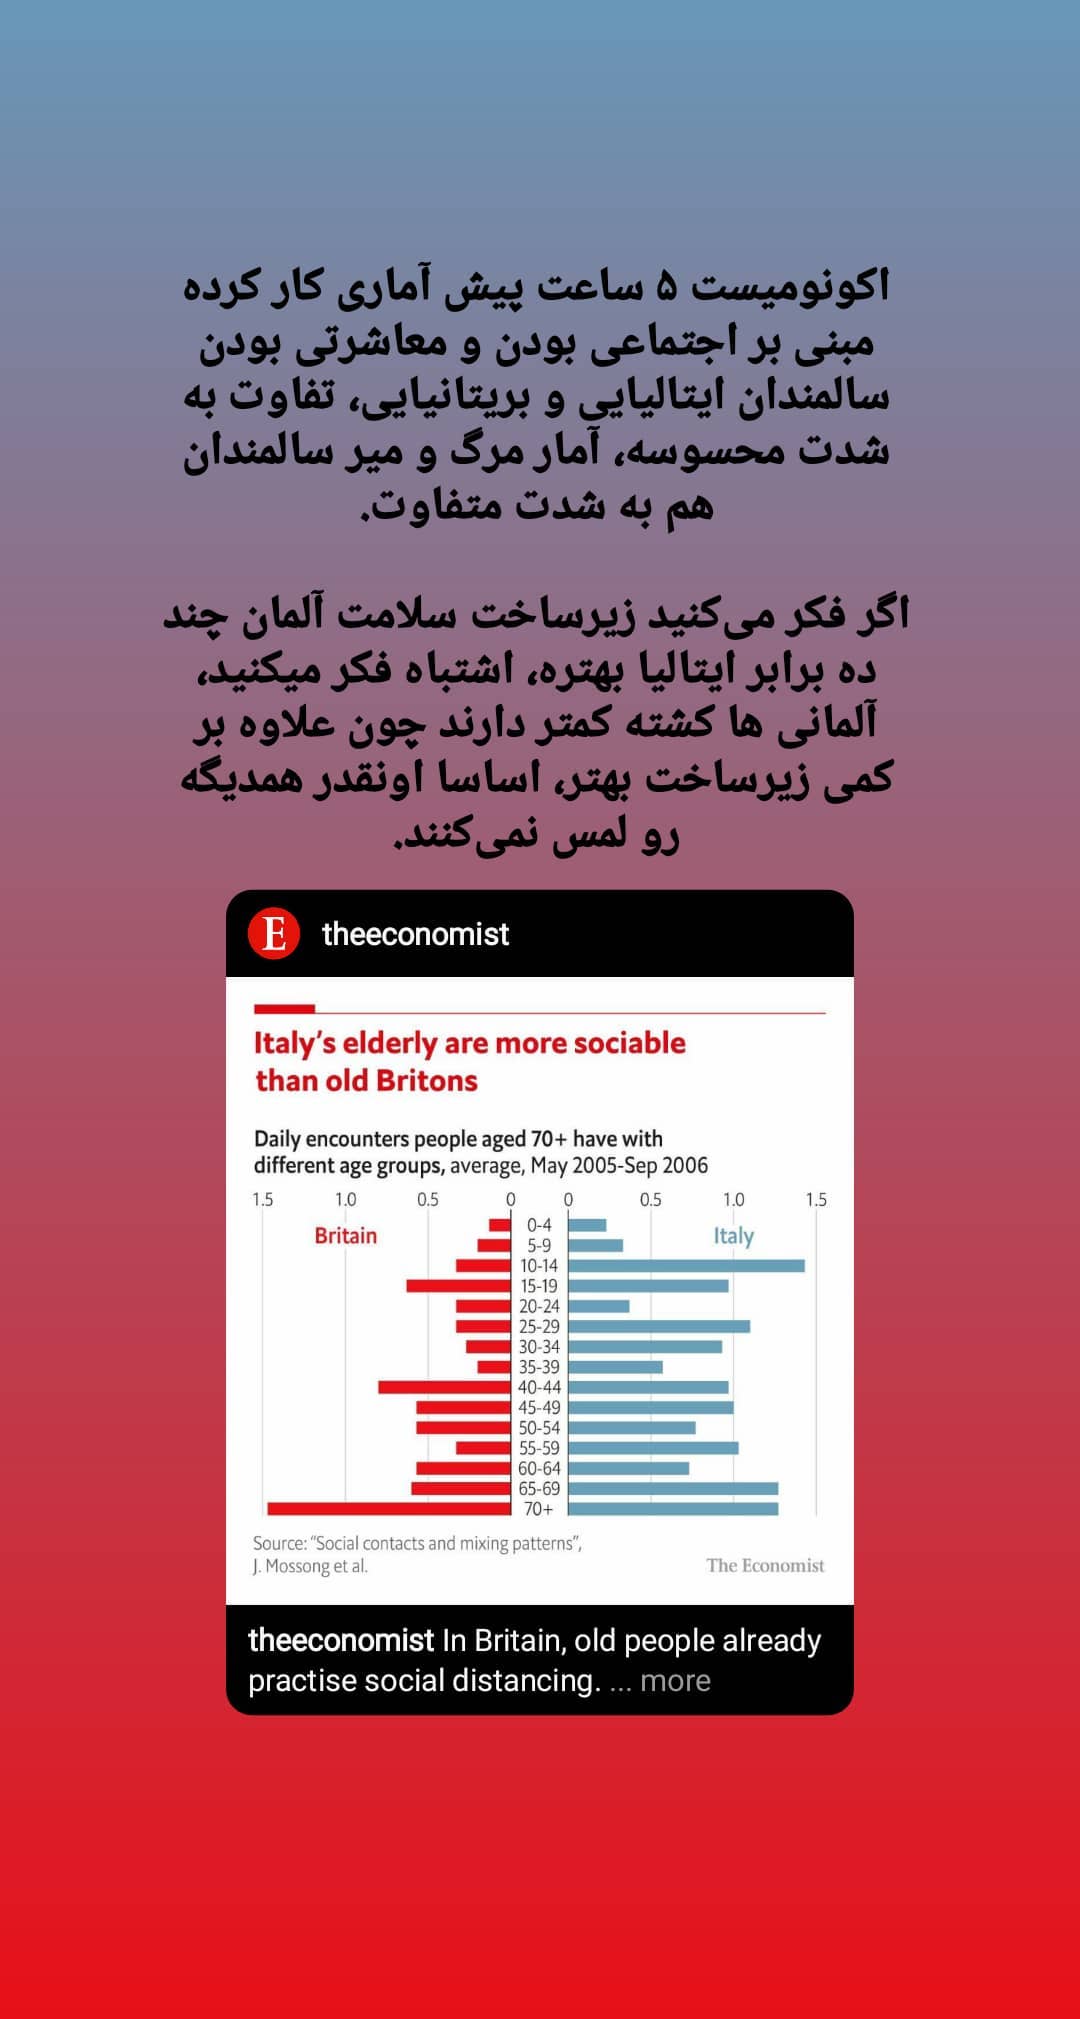 اکونومیست ۵ ساعت پیش آماری کار کرده
مبنی بر اجتماعی بودن و معاشرتی بودن
سالمندان ایتالیایی و بریتانیایی، تفاوت به
شدت محسوسه، آمار مرگ و میر سالمندان
هم به شدت متفاوت.
اگر فکر می‌کنید زیرساخت سلامت آلمان چند
ده برابر ایتالیا بهتره، اشتباه فکر میکنید،
آلمانی ها کشته کمتر دارند چون علاوه بر
کمی زیرساخت بهتر، اساسا اونقدر همدیگه
رو لمس نمی‌کنند.
E theeconomist
Italy's elderly are more sociable
than old Britons
Daily encounters people aged 70+ have with
different age groups, average, May 2005-Sep 2006
1.5 1.0 0.5 0 0 0.5 1.0 1.5
0-4
Britain Italy
5-9
10-14
15-19
20-24
25-29
30-34
35-39
40-44
45-49
50-54
55-59
60-64
65-69
70+
Source: "Social contacts and mixing patterns",
J. Mossong et al. The Economist
theeconomist In Britain, old people already
practise social distancing. ... more